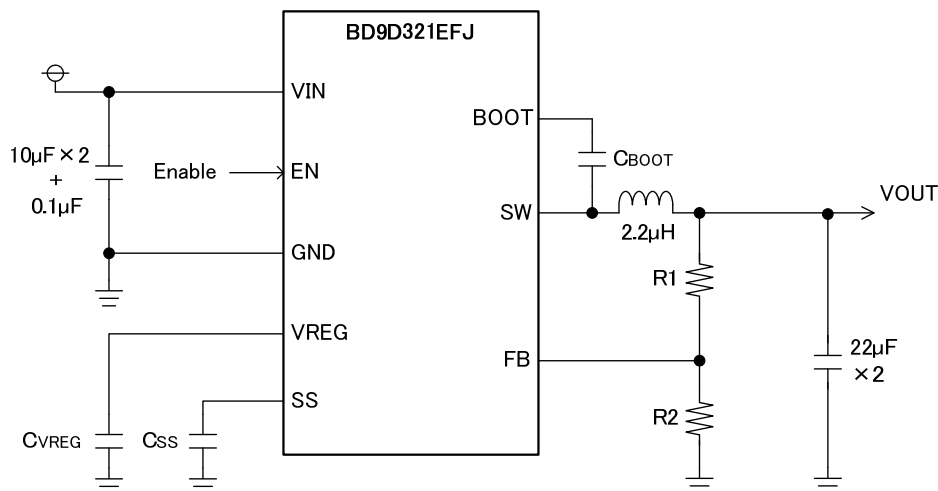 BD9D321EFJ
VIN
BOOT
10µF×2
+
0.1µF
Enable
EN
CBOOT
SW
VOUT
2.2µH
GND
R1
VREG
FB
22µF
×2
SS
R2
CVREG
CSS